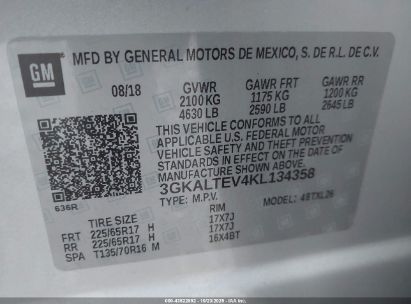 GM
MFD BY GENERAL MOTORS DE MEXICO, S. DE R.L. DE C.V.
08/18 GVWR GAWR FRT GAWR RR
2100 KG 1175 KG 1200 KG
4630 LB 2590 LB 2645 LB
THIS VEHICLE CONFORMS TO ALL
APPLICABLE U.S. FEDERAL MOTOR
VEHICLE SAFETY AND THEFT PREVENTION
STANDARDS IN EFFECT ON THE DATE OF
MANUFACTURE SHOWN ABOVE.
3GKALTEV4KL134358
636R TYPE: M.P.V. 4BTXL26
TIRE SIZE RIM
FRT 225/65R17 H 17X7J
RR 225/65R17 H 17X7J
SPA T135/70R16 M 16X4BT